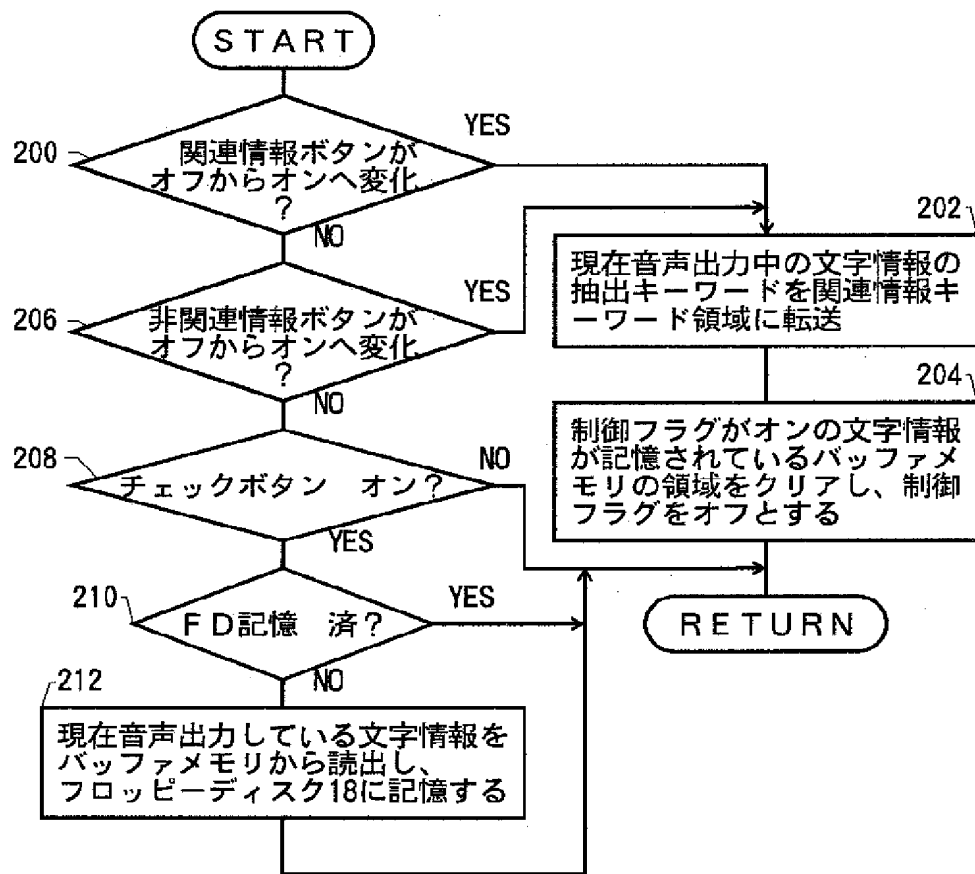 START
200
関連情報ボタンが
オフからオンへ変化
?
YES
NO
202
現在音声出力中の文字情報の
抽出キーワードを関連情報キ
ーワード領域に転送
206
非関連情報ボタンが
オフからオンへ変化
?
YES
NO
204
制御フラグがオンの文字情報
が記憶されているバッファメ
モリの領域をクリアし、制御
フラグをオフとする
208
チェックボタン オン?
NO
YES
210
FD記憶 済?
YES
NO
RETURN
212
現在音声出力している文字情報を
バッファメモリから読出し、
フロッピーディスク18に記憶する